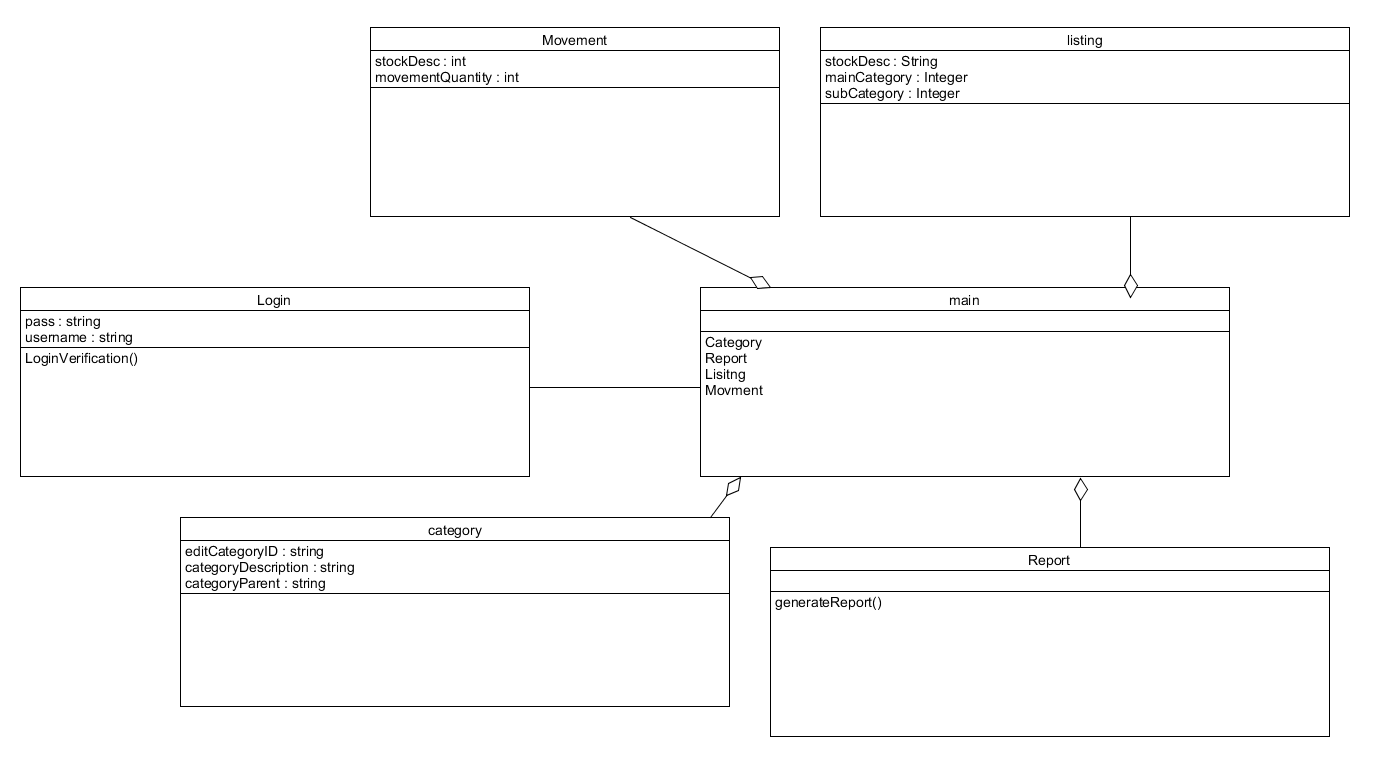 Movement
stockDesc : int
movementQuantity : int
listing
stockDesc : String
mainCategory : Integer
subCategory : Integer
Login
pass : string
username : string
LoginVerification()
main
Category
Report
Lisitng
Movment
category
editCategoryID : string
categoryDescription : string
categoryParent : string
Report
generateReport()